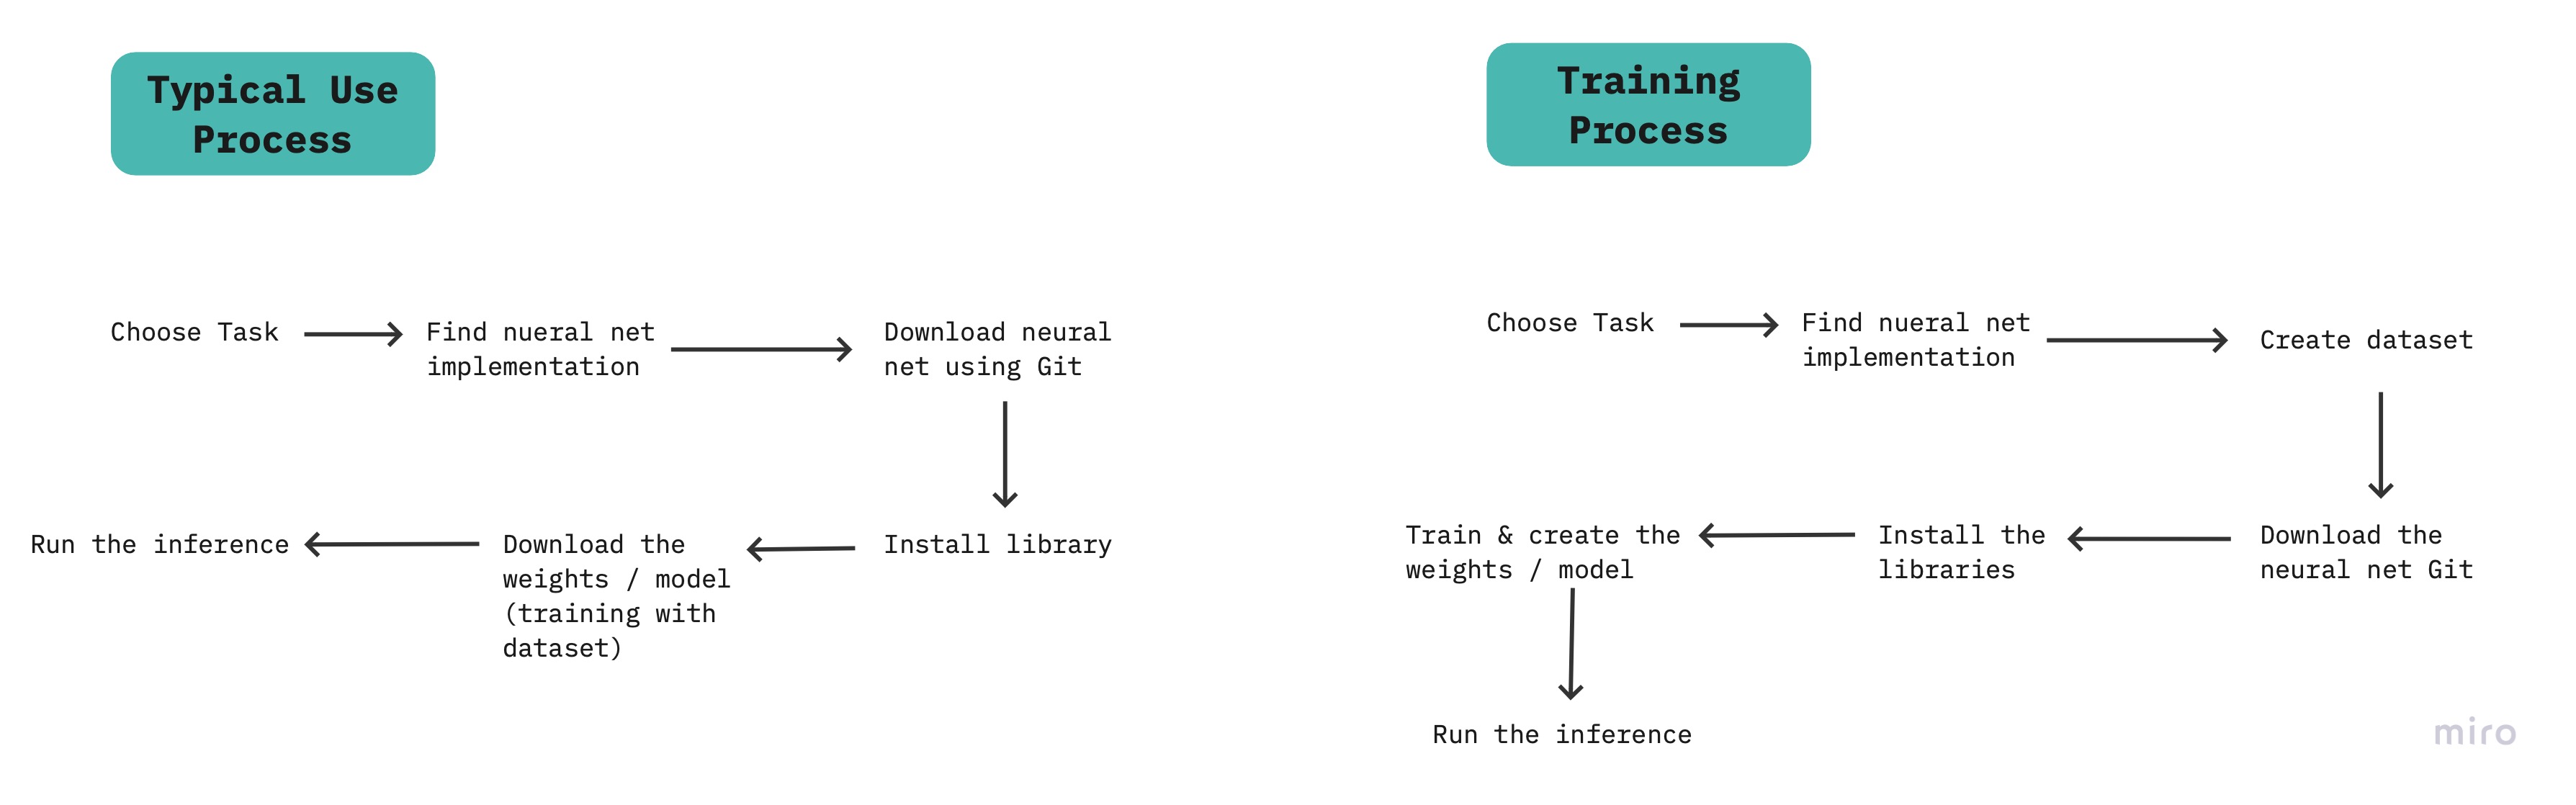 Typical Use
Process
Choose Task
Find nueral net
implementation
Download neural
net using Git
Install library
Download the
weights / model
(training with
dataset)
Run the inference
Training
Process
Choose Task
Find nueral net
implementation
Create dataset
Download the
neural net Git
Install the
libraries
Train & create the
weights / model
Run the inference
miro